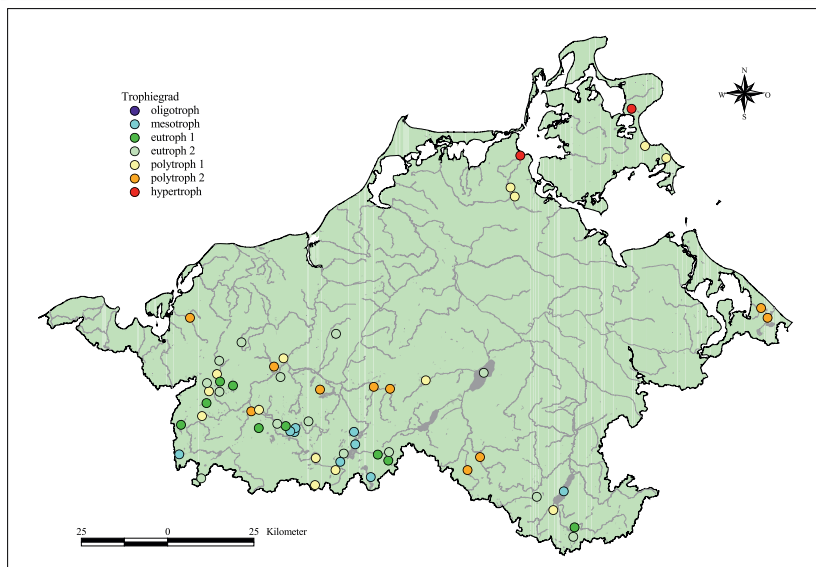 Trophiegrad
oligotroph
mesotroph
eutroph 1
eutroph 2
polytroph 1
polytroph 2
hypertroph
N
W O
S
25 0 25 Kilometer